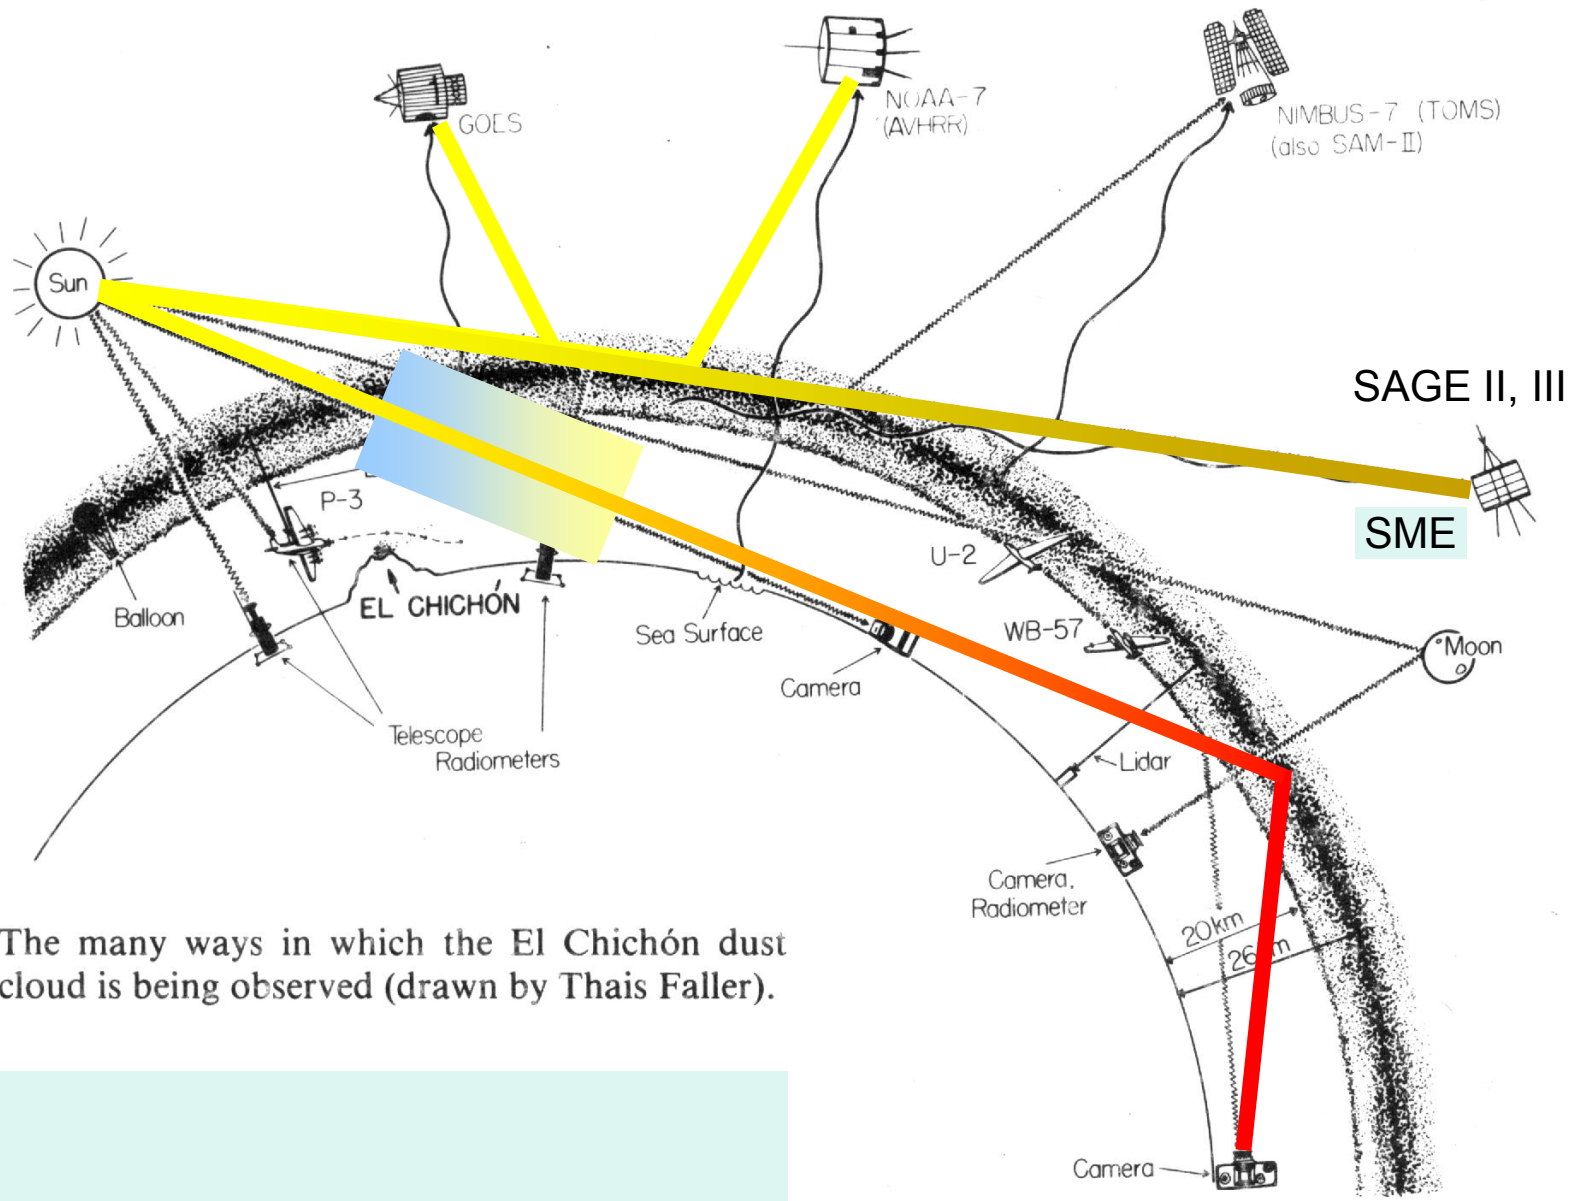 GOES
NOAA-7
(AVHRR)
NIMBUS-7 (TOMS)
(also SAM-II)
Sun
SAGE II, III
SME
P-3
U-2
Balloon
EL CHICHÓN
Sea Surface
WB-57
Moon
Camera
Telescope
Radiometers
Lidar
Camera,
Radiometer
20km
The many ways in which the El Chichón dust
cloud is being observed (drawn by Thais Faller).
Camera